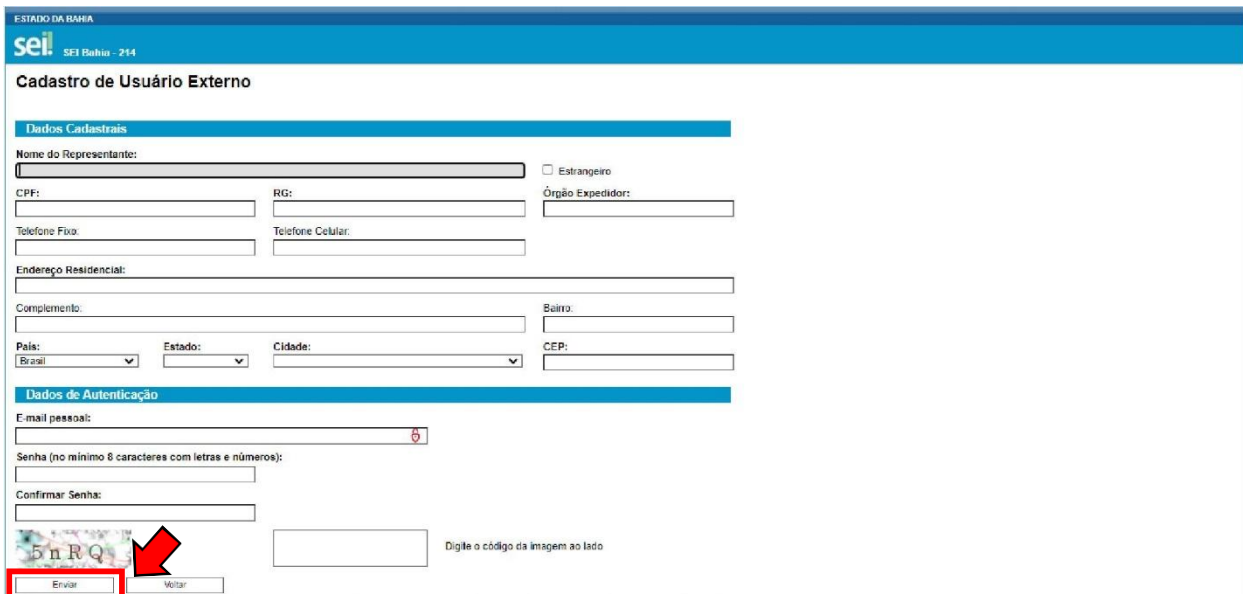 ESTADO DA BAHIA
sei! SEI Bahia - 214
Cadastro de Usuário Externo
Dados Cadastrais
Nome do Representante:
Estrangeiro
CPF: RG: Órgão Expedidor:
Telefone Fixo: Telefone Celular:
Endereço Residencial:
Complemento: Bairro:
País: Estado: Cidade: CEP:
Brasil
Dados de Autenticação
E-mail pessoal:
Senha (no mínimo 8 caracteres com letras e números):
Confirmar Senha:
5nRQ Digite o código da imagem ao lado
Enviar Voltar